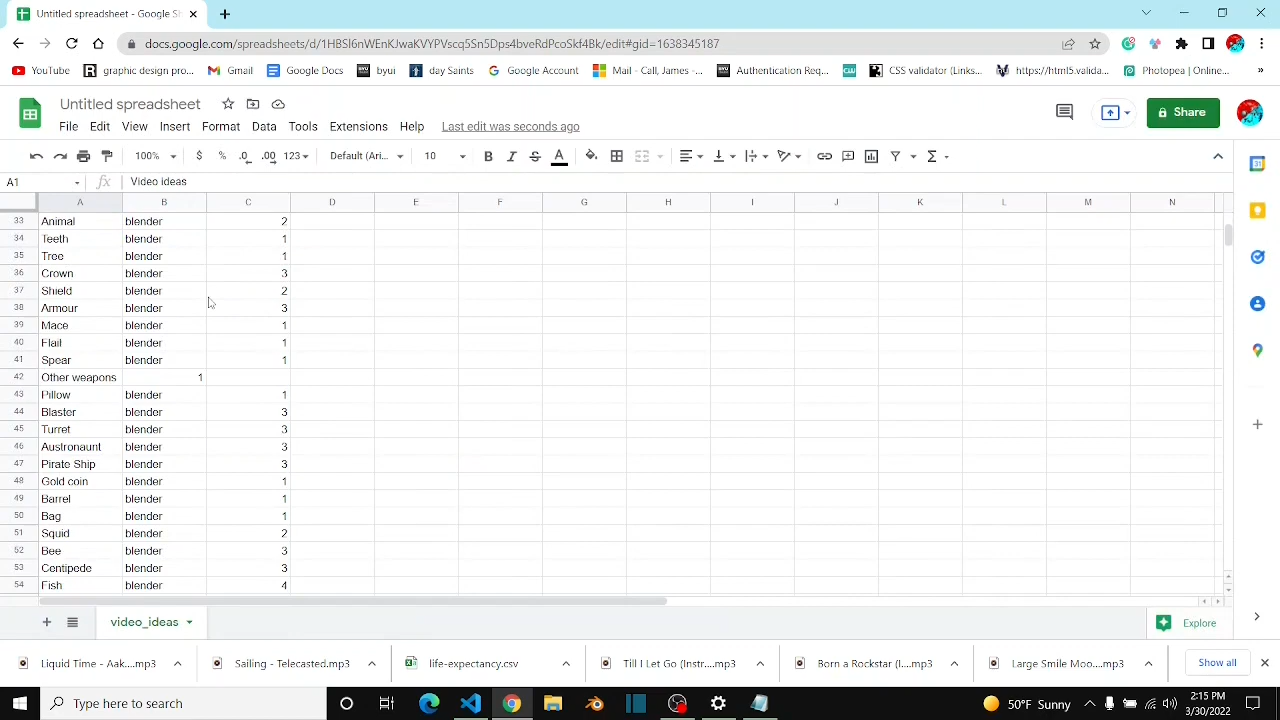 Untitled spreadsheet - Google Sh
docs.google.com/spreadsheets/d/ edit#gid=1638345187
YouTube graphic design pro... Gmail Google Docs byui day Saints Google Account Mail - Call, James -... Authentication Req... CSS validator (Line... https://html5.valida... Photopea | Online... »
Untitled spreadsheet
File Edit View Insert Format Data Tools Extensions Help Last edit was seconds ago
Share
100% $ % .0 .00 123 Default (Ari... 10 B I S A Σ
A1 fx Video ideas
A B C D E F G H I J K L M N
33 Animal blender 2
34 Teeth blender 1
35 Tree blender 1
36 Crown blender 3
37 Shield blender 2
38 Armour blender 3
39 Mace blender 1
40 Flail blender 1
41 Spear blender 1
42 Other weapons 1
43 Pillow blender 1
44 Blaster blender 3
45 Turret blender 3
46 Austronaunt blender 3
47 Pirate Ship blender 3
48 Gold coin blender 1
49 Barrel blender 1
50 Bag blender 1
51 Squid blender 2
52 Bee blender 3
53 Centipede blender 3
54 Fish blender 4
video_ideas Explore
Liquid Time - Aak....mp3 Sailing - Telecasted.mp3 life-expectancy.csv Till I Let Go (Instr....mp3 Born a Rockstar (I....mp3 Large Smile Moo....mp3 Show all
Type here to search 50°F Sunny 2:15 PM
3/30/2022